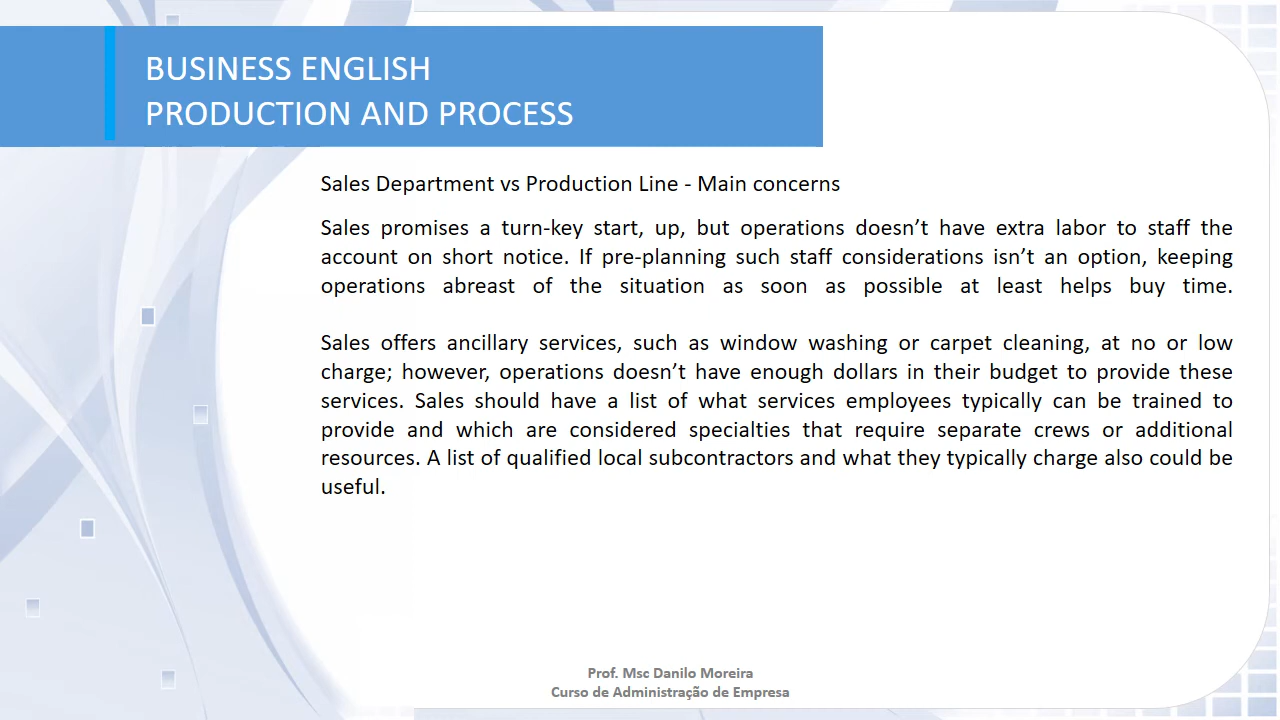 BUSINESS ENGLISH
PRODUCTION AND PROCESS
Sales Department vs Production Line - Main concerns
Sales promises a turn-key start, up, but operations doesn’t have extra labor to staff the
account on short notice. If pre-planning such staff considerations isn’t an option, keeping
operations abreast of the situation as soon as possible at least helps buy time.
Sales offers ancillary services, such as window washing or carpet cleaning, at no or low
charge; however, operations doesn’t have enough dollars in their budget to provide these
services. Sales should have a list of what services employees typically can be trained to
provide and which are considered specialties that require separate crews or additional
resources. A list of qualified local subcontractors and what they typically charge also could be
useful.
Prof. Msc Danilo Moreira
Curso de Administração de Empresa